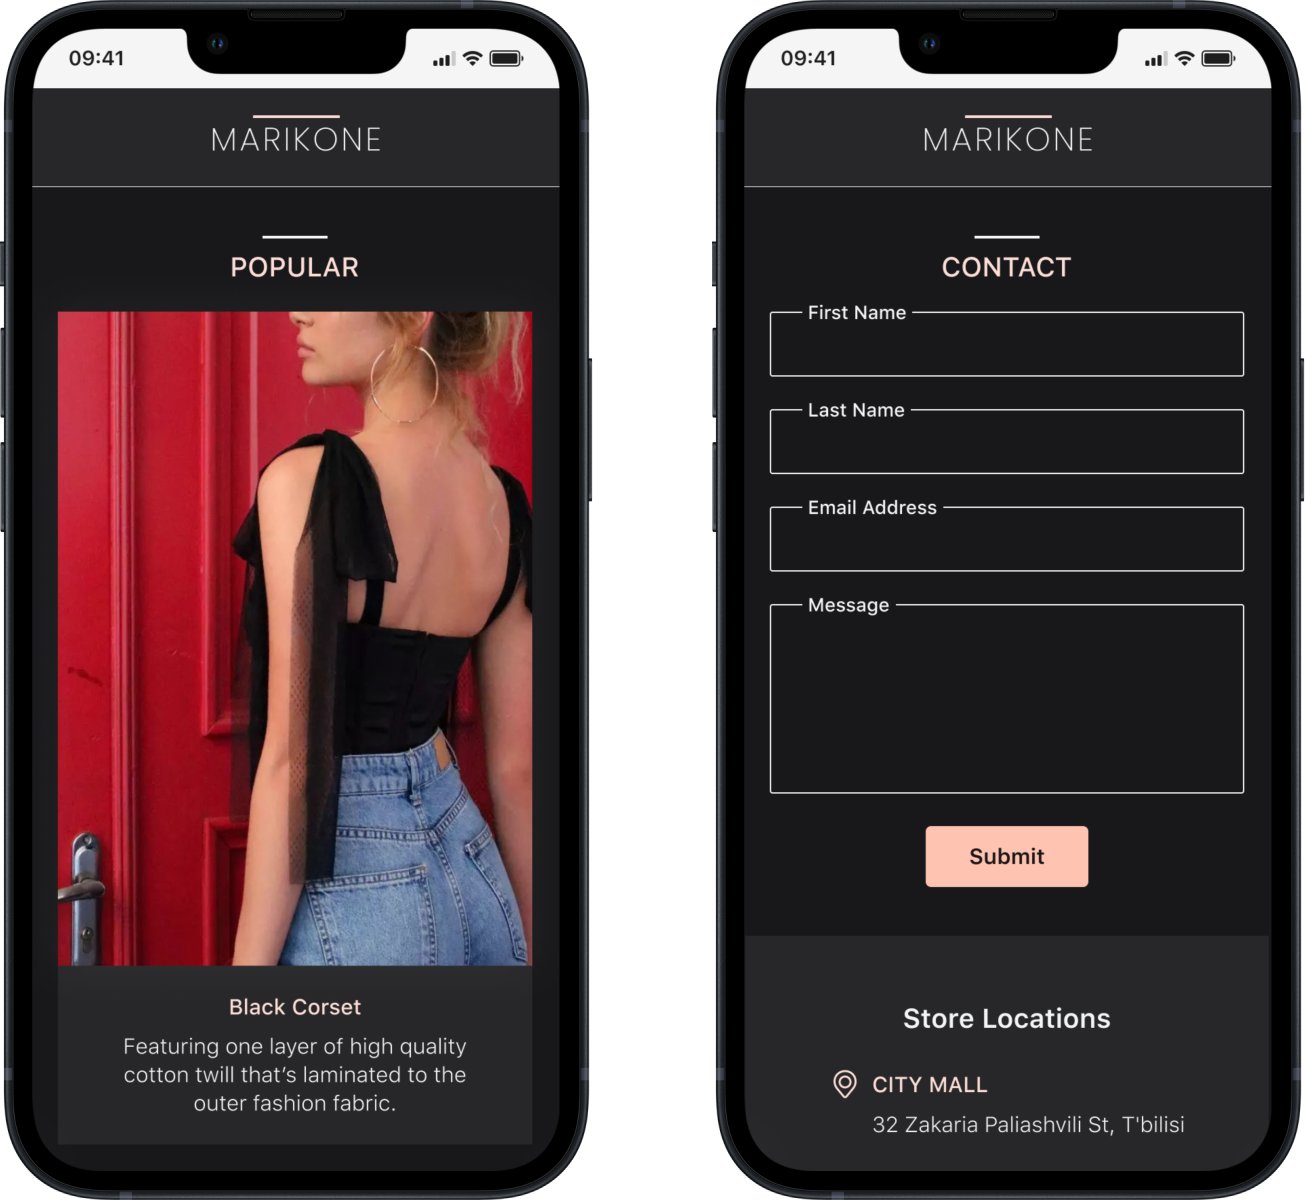 09:41
MARIKONE
POPULAR
Black Corset
Featuring one layer of high quality
cotton twill that’s laminated to the
outer fashion fabric.
09:41
MARIKONE
CONTACT
First Name
Last Name
Email Address
Message
Submit
Store Locations
CITY MALL
32 Zakaria Paliashvili St, T'bilisi